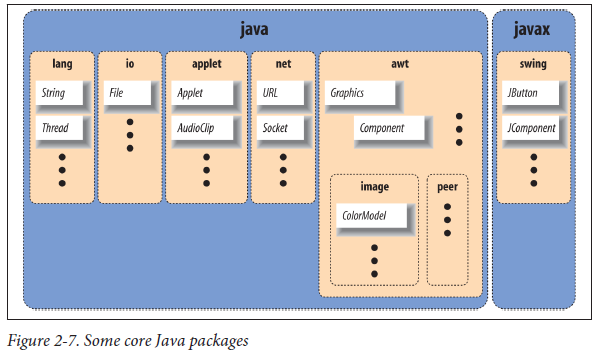 java
javax
lang
io
applet
net
awt
swing
String
File
Applet
URL
Graphics
JButton
Thread
AudioClip
Socket
Component
JComponent
image
peer
ColorModel
Figure 2-7. Some core Java packages